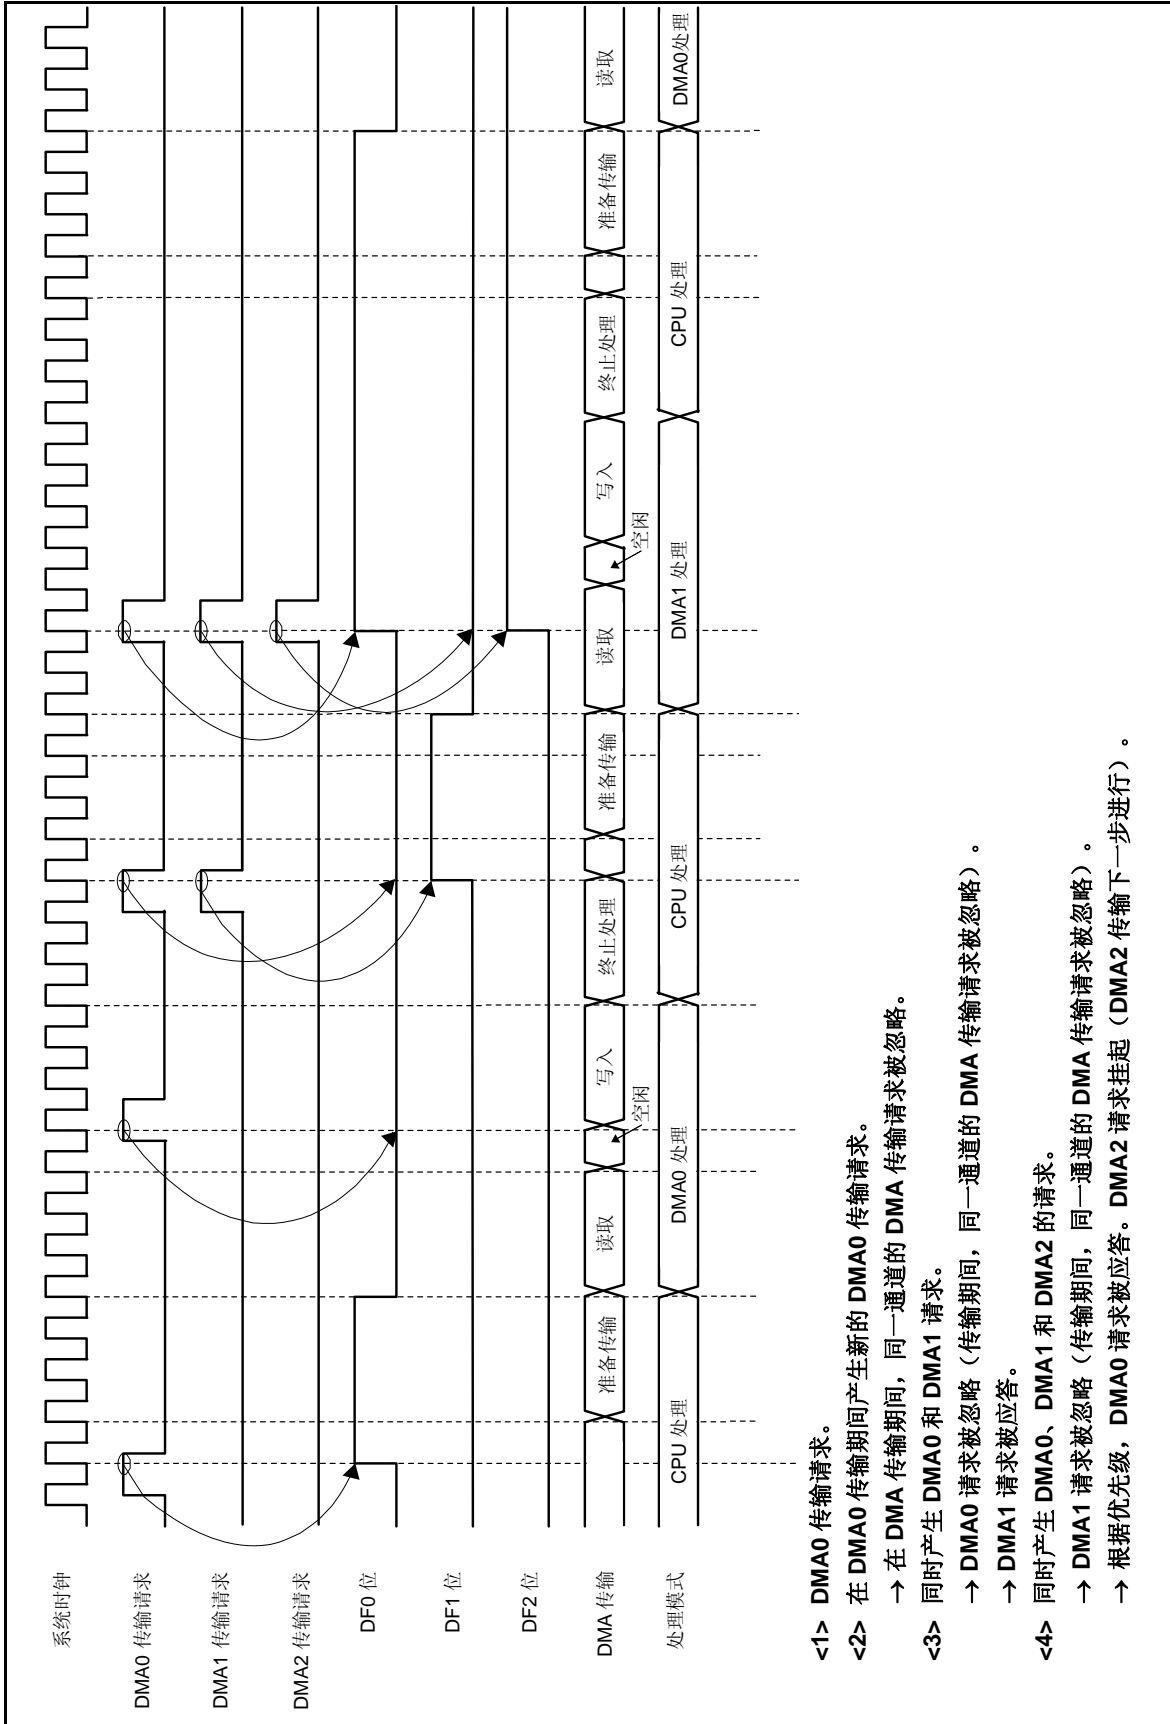 系统时钟
DMA0 传输请求
DMA1 传输请求
DMA2 传输请求
DF0 位
DF1 位
DF2 位
DMA 传输
准备传输
读取
空闲
写入
终止处理
准备传输
读取
空闲
写入
终止处理
准备传输
读取
处理模式
CPU 处理
DMA0 处理
CPU 处理
DMA1 处理
CPU 处理
DMA0处理
<1> DMA0 传输请求。
<2> 在 DMA0 传输期间产生新的 DMA0 传输请求。
→ 在 DMA 传输期间，同一通道的 DMA 传输请求被忽略。
<3> 同时产生 DMA0 和 DMA1 请求。
→ DMA0 请求被忽略（传输期间，同一通道的 DMA 传输请求被忽略）。
→ DMA1 请求被应答。
<4> 同时产生 DMA0、DMA1 和 DMA2 的请求。
→ DMA1 请求被忽略（传输期间，同一通道的 DMA 传输请求被忽略）。
→ 根据优先级，DMA0 请求被应答。DMA2 请求挂起（DMA2 传输下一步进行）。